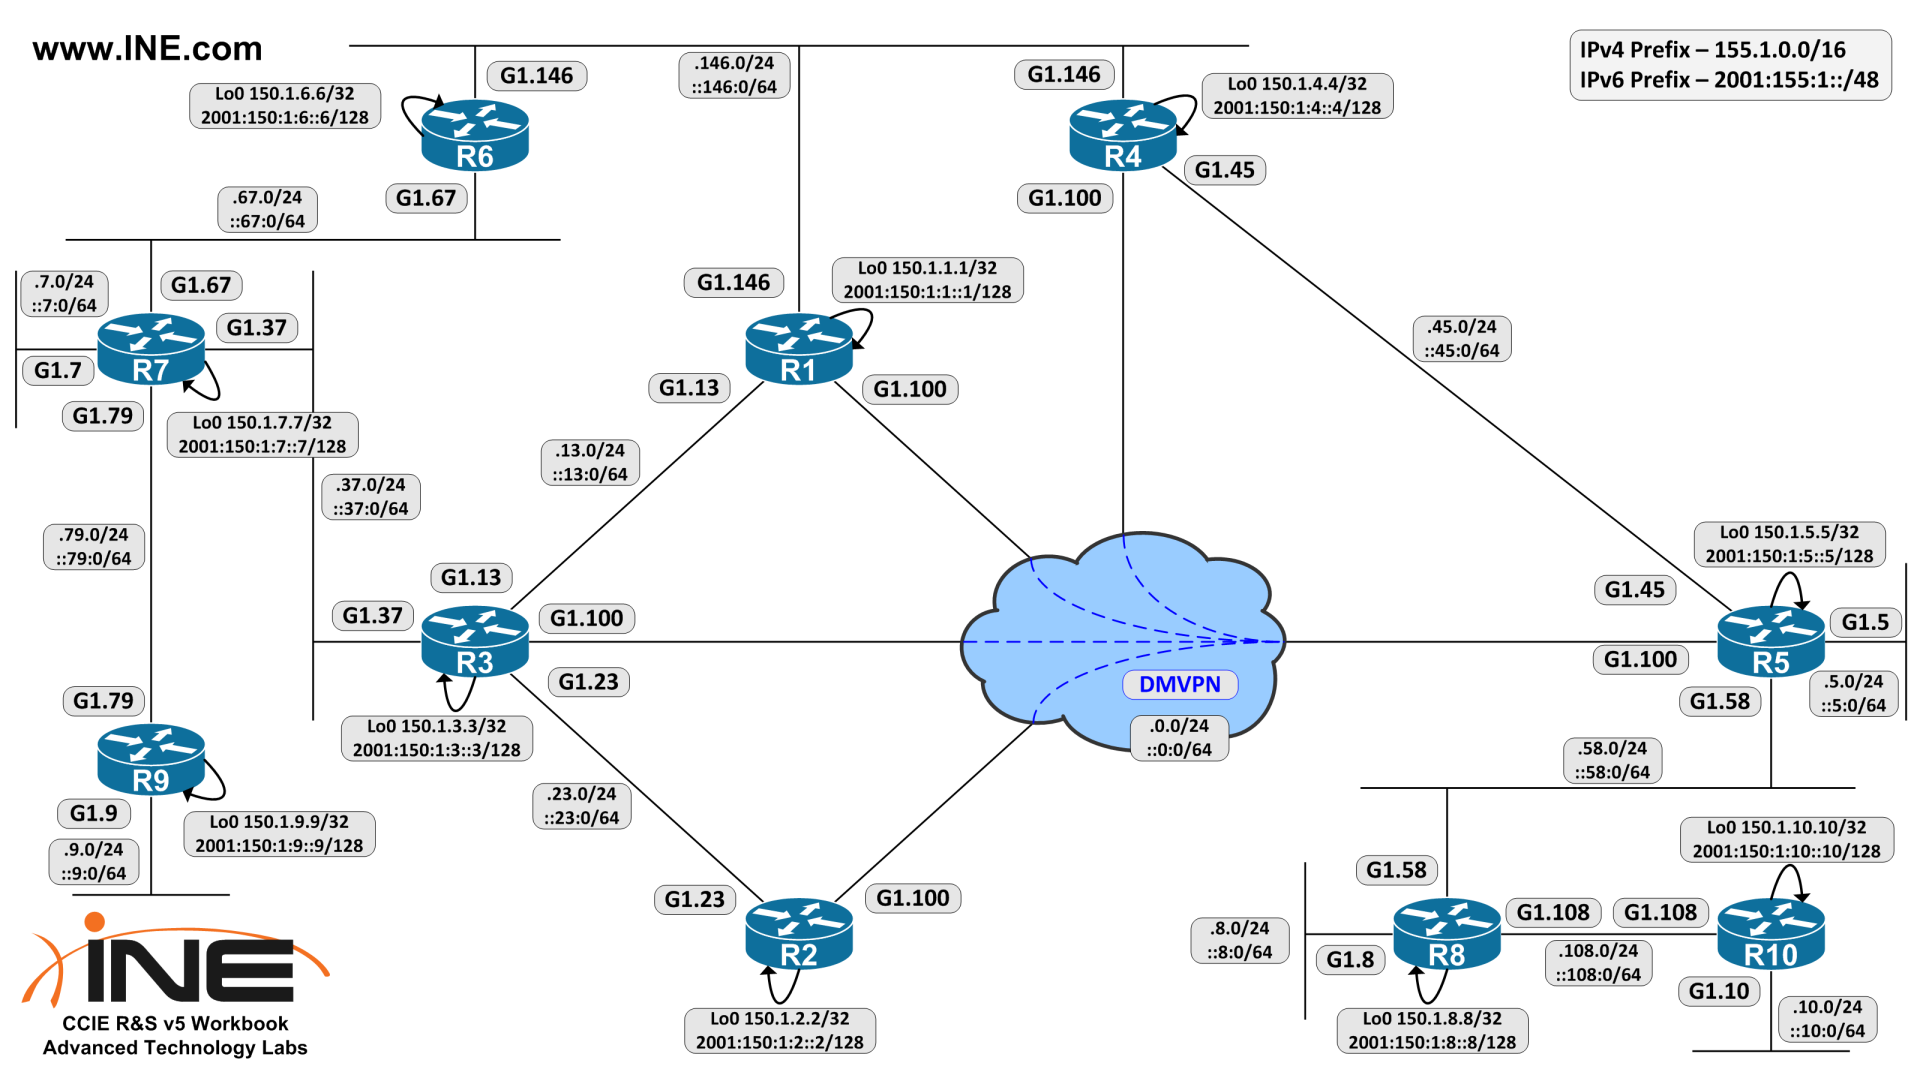 www.INE.com
IPv4 Prefix – 155.1.0.0/16
IPv6 Prefix – 2001:155:1::/48
G1.146
.146.0/24
::146:0/64
G1.146
Lo0 150.1.6.6/32
2001:150:1:6::6/128
Lo0 150.1.4.4/32
2001:150:1:4::4/128
R6
R4
G1.67
G1.100
G1.45
.67.0/24
::67:0/64
.7.0/24
::7:0/64
G1.67
G1.37
G1.7
R7
G1.79
Lo0 150.1.7.7/32
2001:150:1:7::7/128
G1.146
Lo0 150.1.1.1/32
2001:150:1:1::1/128
R1
G1.13
G1.100
.45.0/24
::45:0/64
.13.0/24
::13:0/64
.37.0/24
::37:0/64
.79.0/24
::79:0/64
G1.13
G1.37
G1.100
R3
G1.23
Lo0 150.1.3.3/32
2001:150:1:3::3/128
DMVPN
.0.0/24
::0:0/64
Lo0 150.1.5.5/32
2001:150:1:5::5/128
G1.45
G1.5
G1.100
R5
G1.58
.5.0/24
::5:0/64
.58.0/24
::58:0/64
G1.79
R9
G1.9
Lo0 150.1.9.9/32
2001:150:1:9::9/128
.9.0/24
::9:0/64
.23.0/24
::23:0/64
G1.23
G1.100
R2
Lo0 150.1.2.2/32
2001:150:1:2::2/128
G1.58
Lo0 150.1.10.10/32
2001:150:1:10::10/128
G1.108
G1.108
.8.0/24
::8:0/64
G1.8
R8
.108.0/24
::108:0/64
R10
G1.10
Lo0 150.1.8.8/32
2001:150:1:8::8/128
.10.0/24
::10:0/64
iNE
CCIE R&S v5 Workbook
Advanced Technology Labs